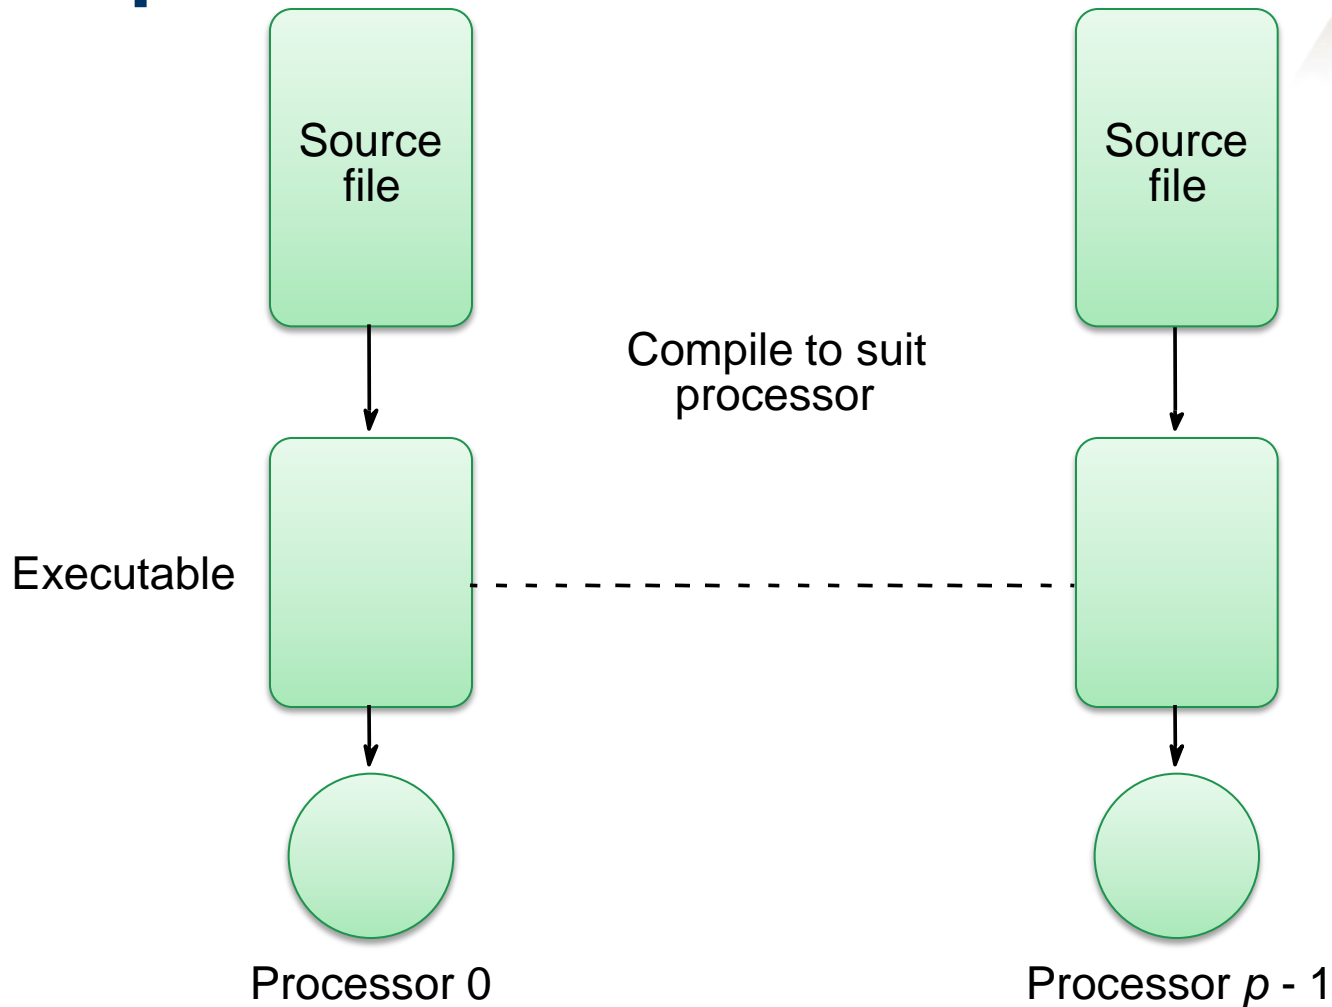 Source
file
Source
file
Compile to suit
processor
Executable
Processor 0
Processor p - 1